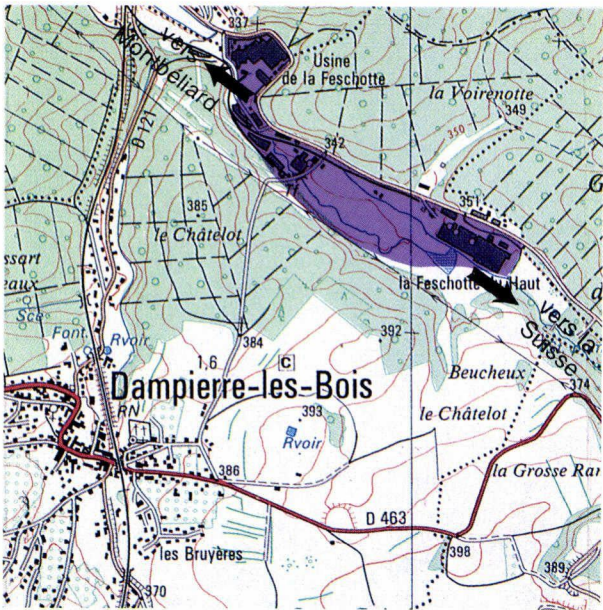 337
vers
Montbéliard
Usine
de la Feschotte
la Voirenotte
349
350
D 121
342
351
385
le Châtelot
la Feschotte du Haut
vers la
Suisse
Sce
Font.
Rvoir
384
392
1,6
C
Dampierre-les-Bois
RN
Beucheux
374
le Châtelot
393
Rvoir
386
la Grosse
D 463
les Bruyères
398
389
370